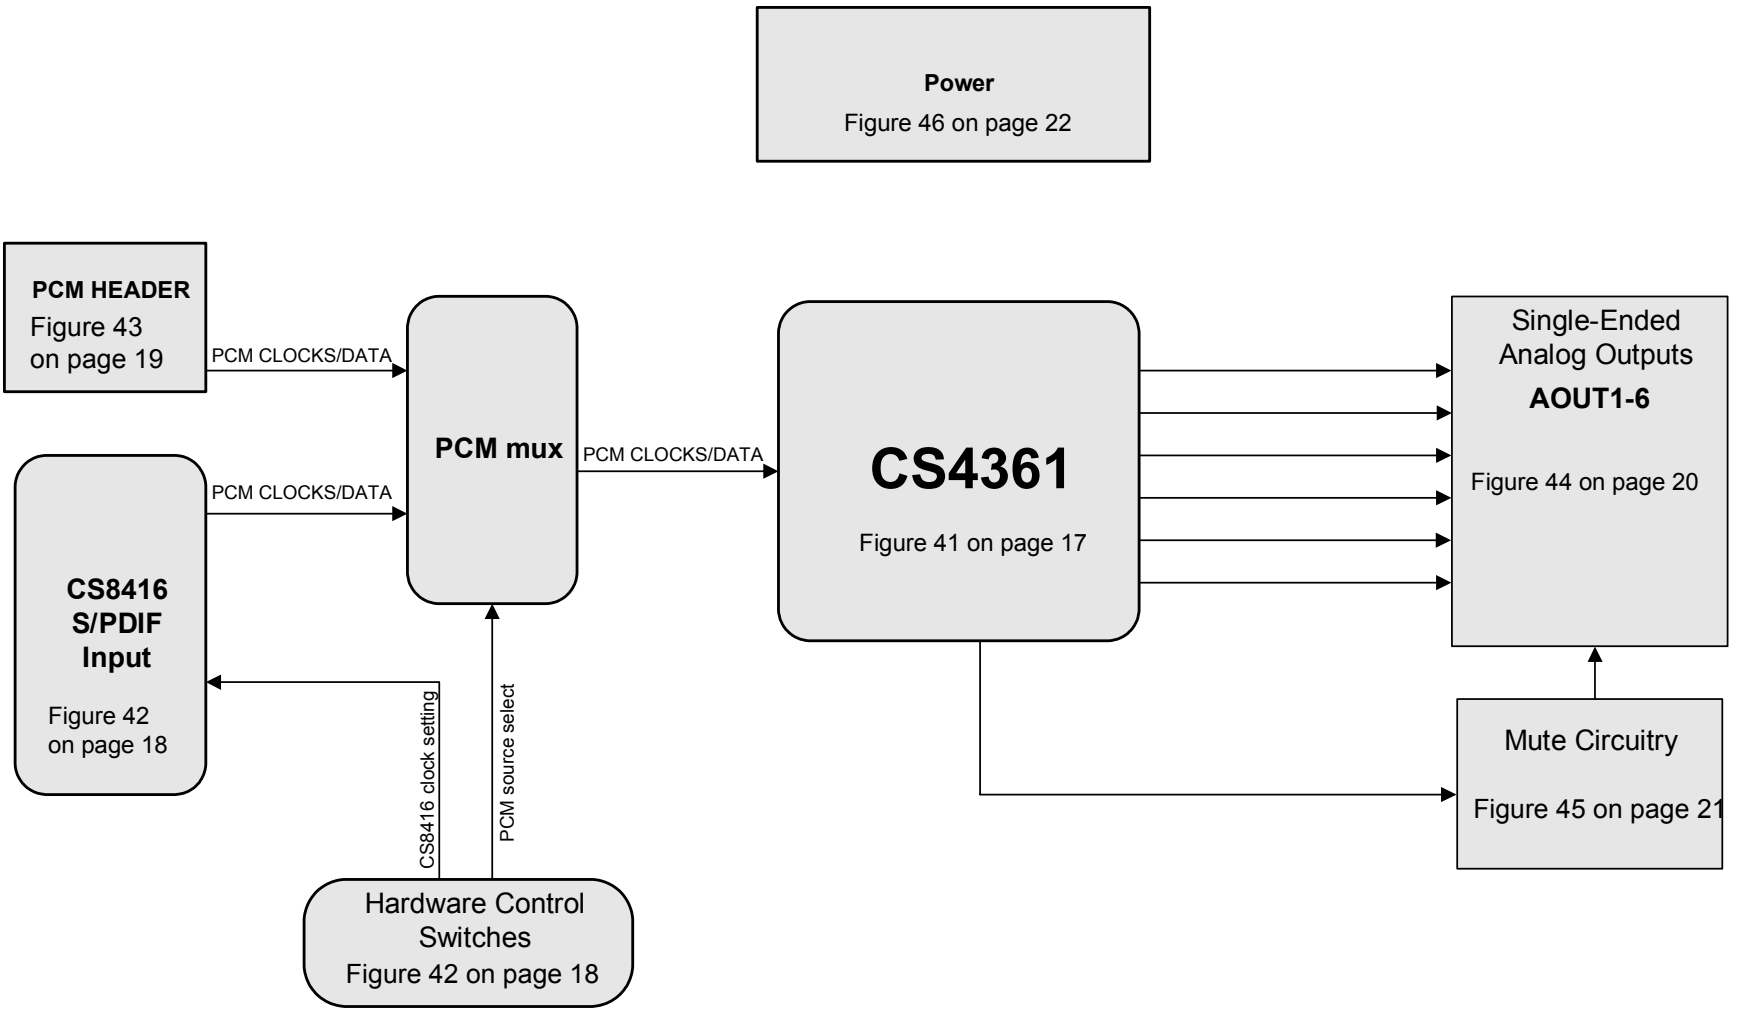 Power
Figure 46 on page 22
PCM HEADER
Figure 43
on page 19
PCM CLOCKS/DATA
PCM CLOCKS/DATA
CS8416
S/PDIF
Input
Figure 42
on page 18
PCM mux
PCM CLOCKS/DATA
CS4361
Figure 41 on page 17
Single-Ended
Analog Outputs
AOUT1-6
Figure 44 on page 20
Mute Circuitry
Figure 45 on page 21
CS8416 clock setting
PCM source select
Hardware Control
Switches
Figure 42 on page 18